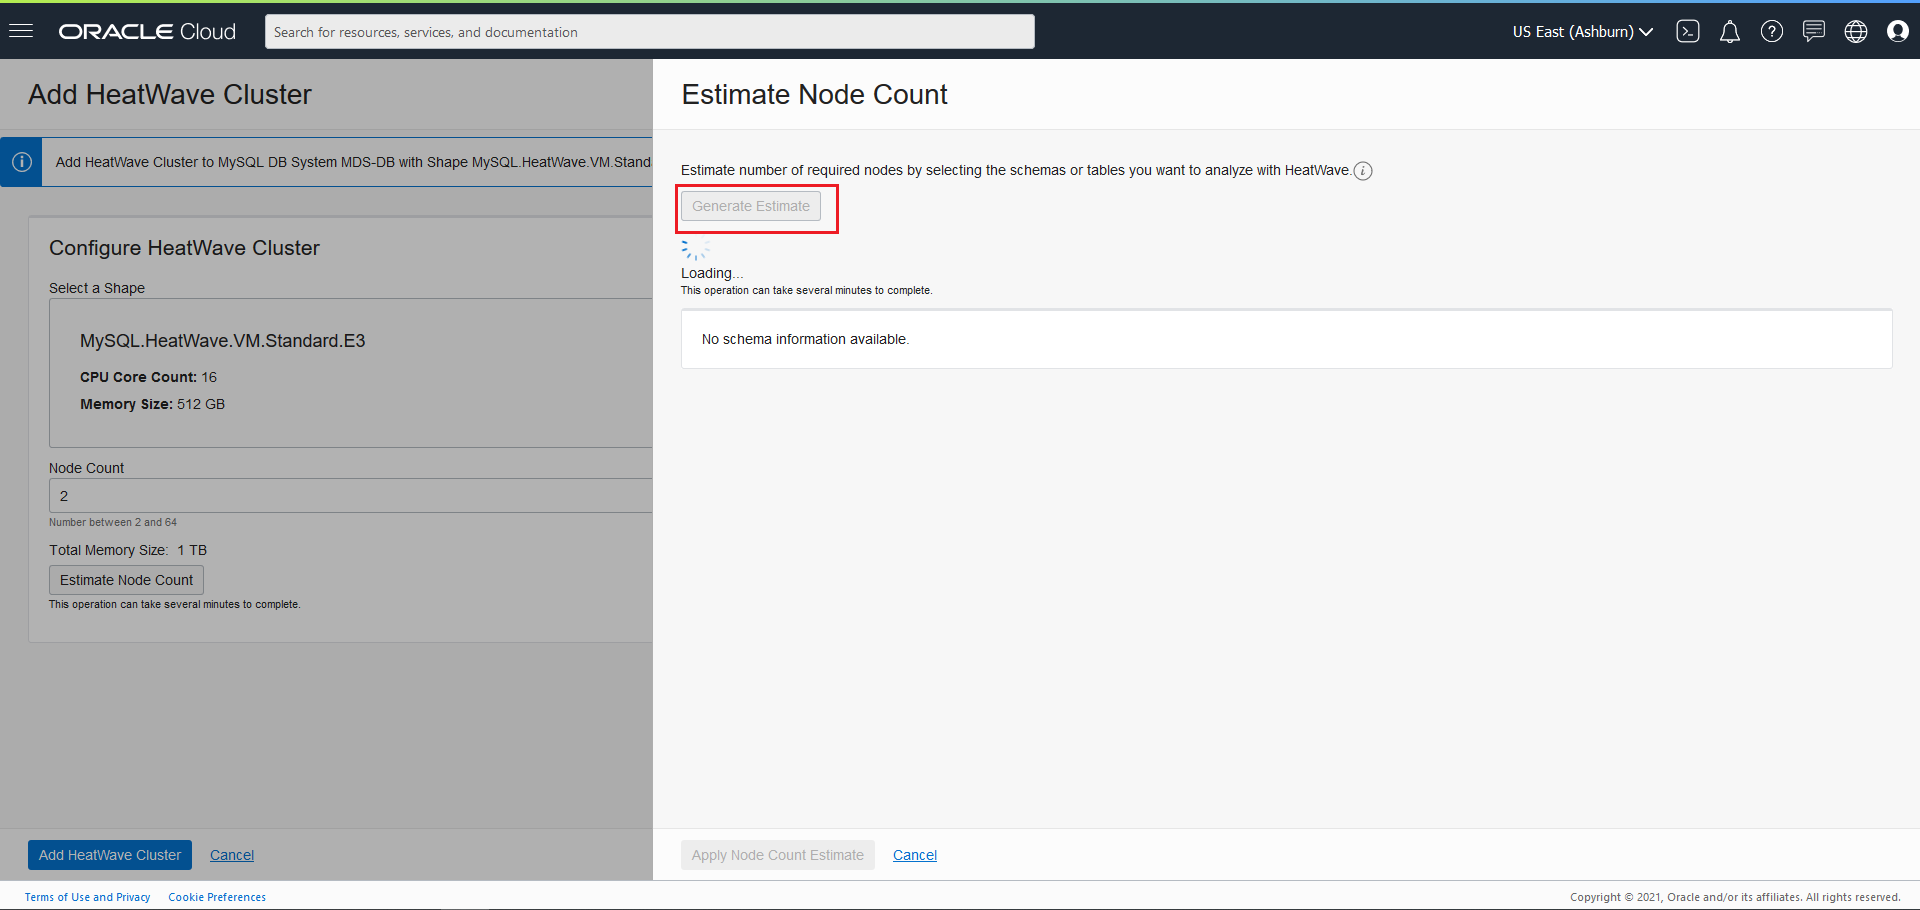 ORACLE Cloud
Search for resources, services, and documentation
US East (Ashburn)
Add HeatWave Cluster
Add HeatWave Cluster to MySQL DB System MDS-DB with Shape MySQL.HeatWave.VM.Stand
Configure HeatWave Cluster
Select a Shape
MySQL.HeatWave.VM.Standard.E3
CPU Core Count: 16
Memory Size: 512 GB
Node Count
2
Number between 2 and 64
Total Memory Size: 1 TB
Estimate Node Count
This operation can take several minutes to complete.
Add HeatWave Cluster
Cancel
Estimate Node Count
Estimate number of required nodes by selecting the schemas or tables you want to analyze with HeatWave.
Generate Estimate
Loading...
This operation can take several minutes to complete.
No schema information available.
Apply Node Count Estimate
Cancel
Terms of Use and Privacy
Cookie Preferences
Copyright © 2021, Oracle and/or its affiliates. All rights reserved.